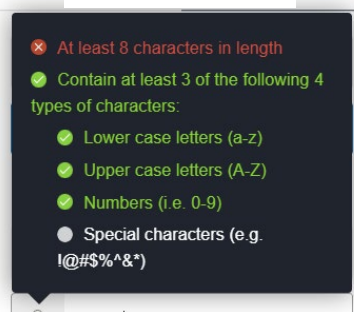 At least 8 characters in length
Contain at least 3 of the following 4
types of characters:
Lower case letters (a-z)
Upper case letters (A-Z)
Numbers (i.e. 0-9)
Special characters (e.g.
!@#$%^&*)